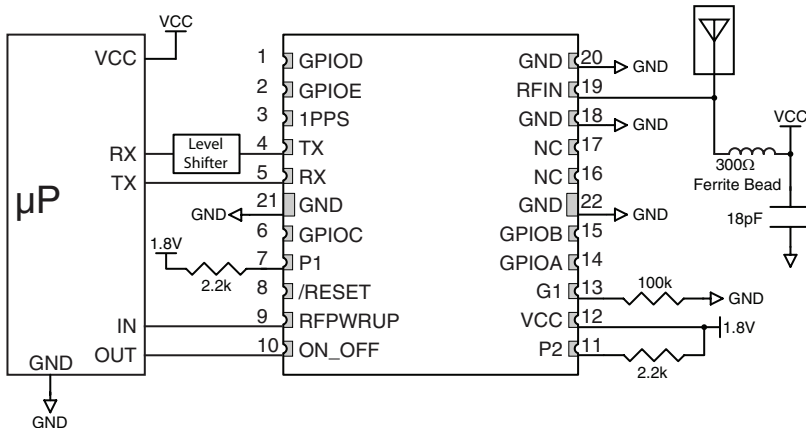 VCC
VCC
RX
TX
µP
IN
OUT
GND
GND
Level
Shifter
GND
1.8V
2.2k
1 GPIOD
2 GPIOE
3 1PPS
4 TX
5 RX
21 GND
6 GPIOC
7 P1
8 /RESET
9 RFPWRUP
10 ON_OFF
GND 20
RFIN 19
GND 18
NC 17
NC 16
GND 22
GPIOB 15
GPIOA 14
G1 13
VCC 12
P2 11
GND
GND
GND
100k
GND
1.8V
2.2k
VCC
300Ω
Ferrite Bead
18pF